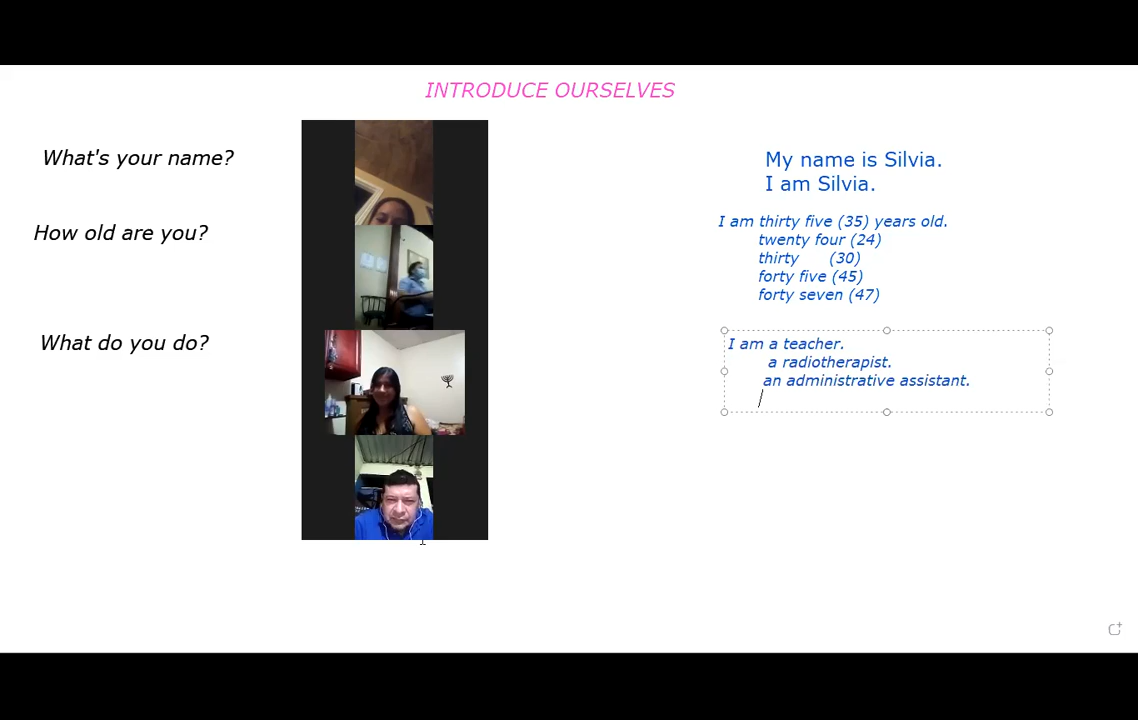 INTRODUCE OURSELVES
What's your name?
My name is Silvia.
I am Silvia.
How old are you?
I am thirty five (35) years old.
twenty four (24)
thirty (30)
forty five (45)
forty seven (47)
What do you do?
I am a teacher.
a radiotherapist.
an administrative assistant.